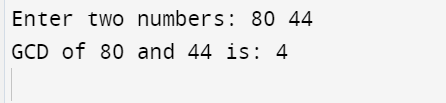 Enter two numbers: 80 44
GCD of 80 and 44 is: 4